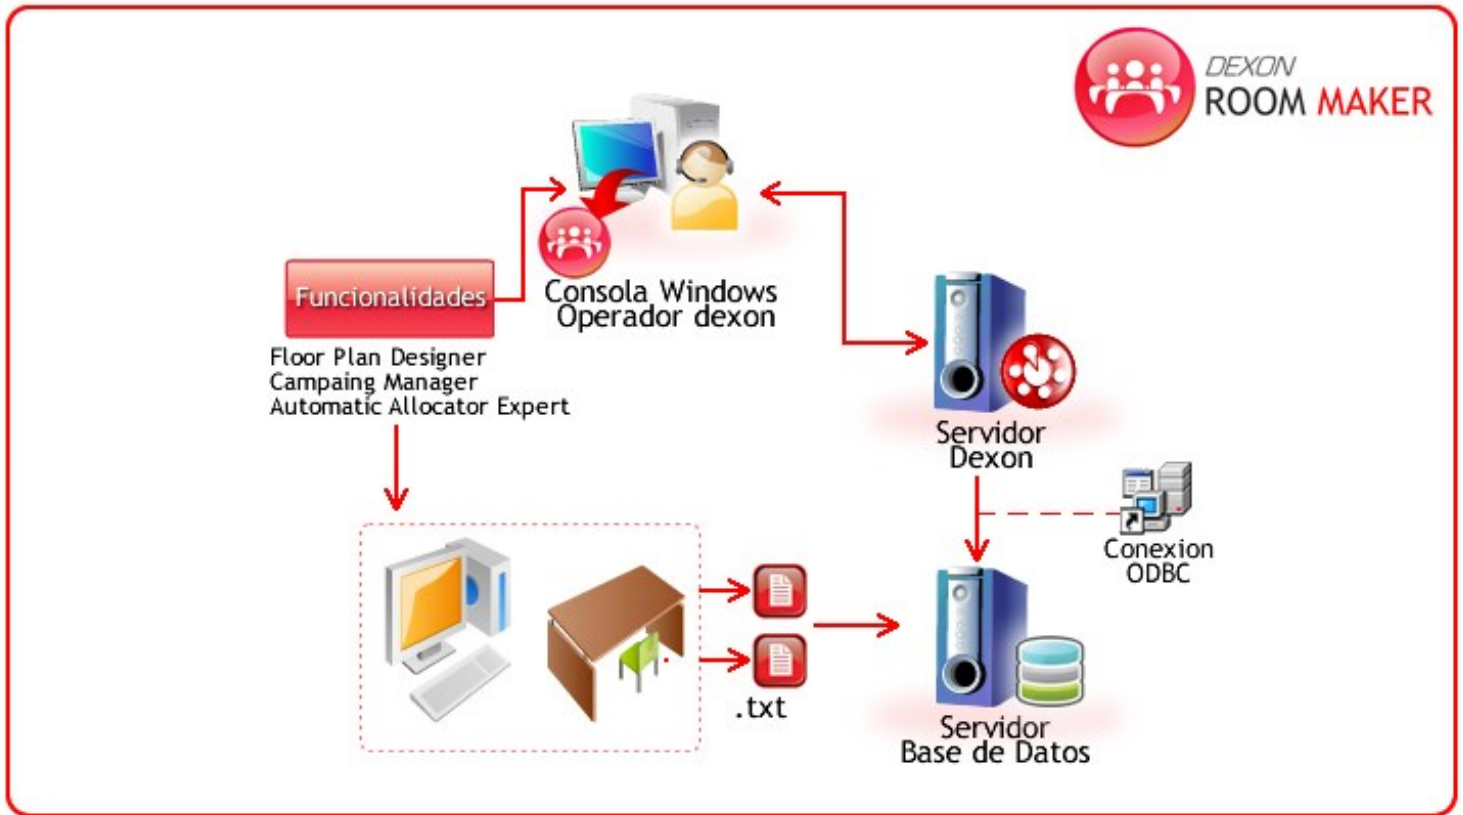 DEXON
ROOM MAKER
Funcionalidades
Consola Windows
Operador dexon
Floor Plan Designer
Campaing Manager
Automatic Allocator Expert
Servidor
Dexon
Conexion
ODBC
.txt
Servidor
Base de Datos